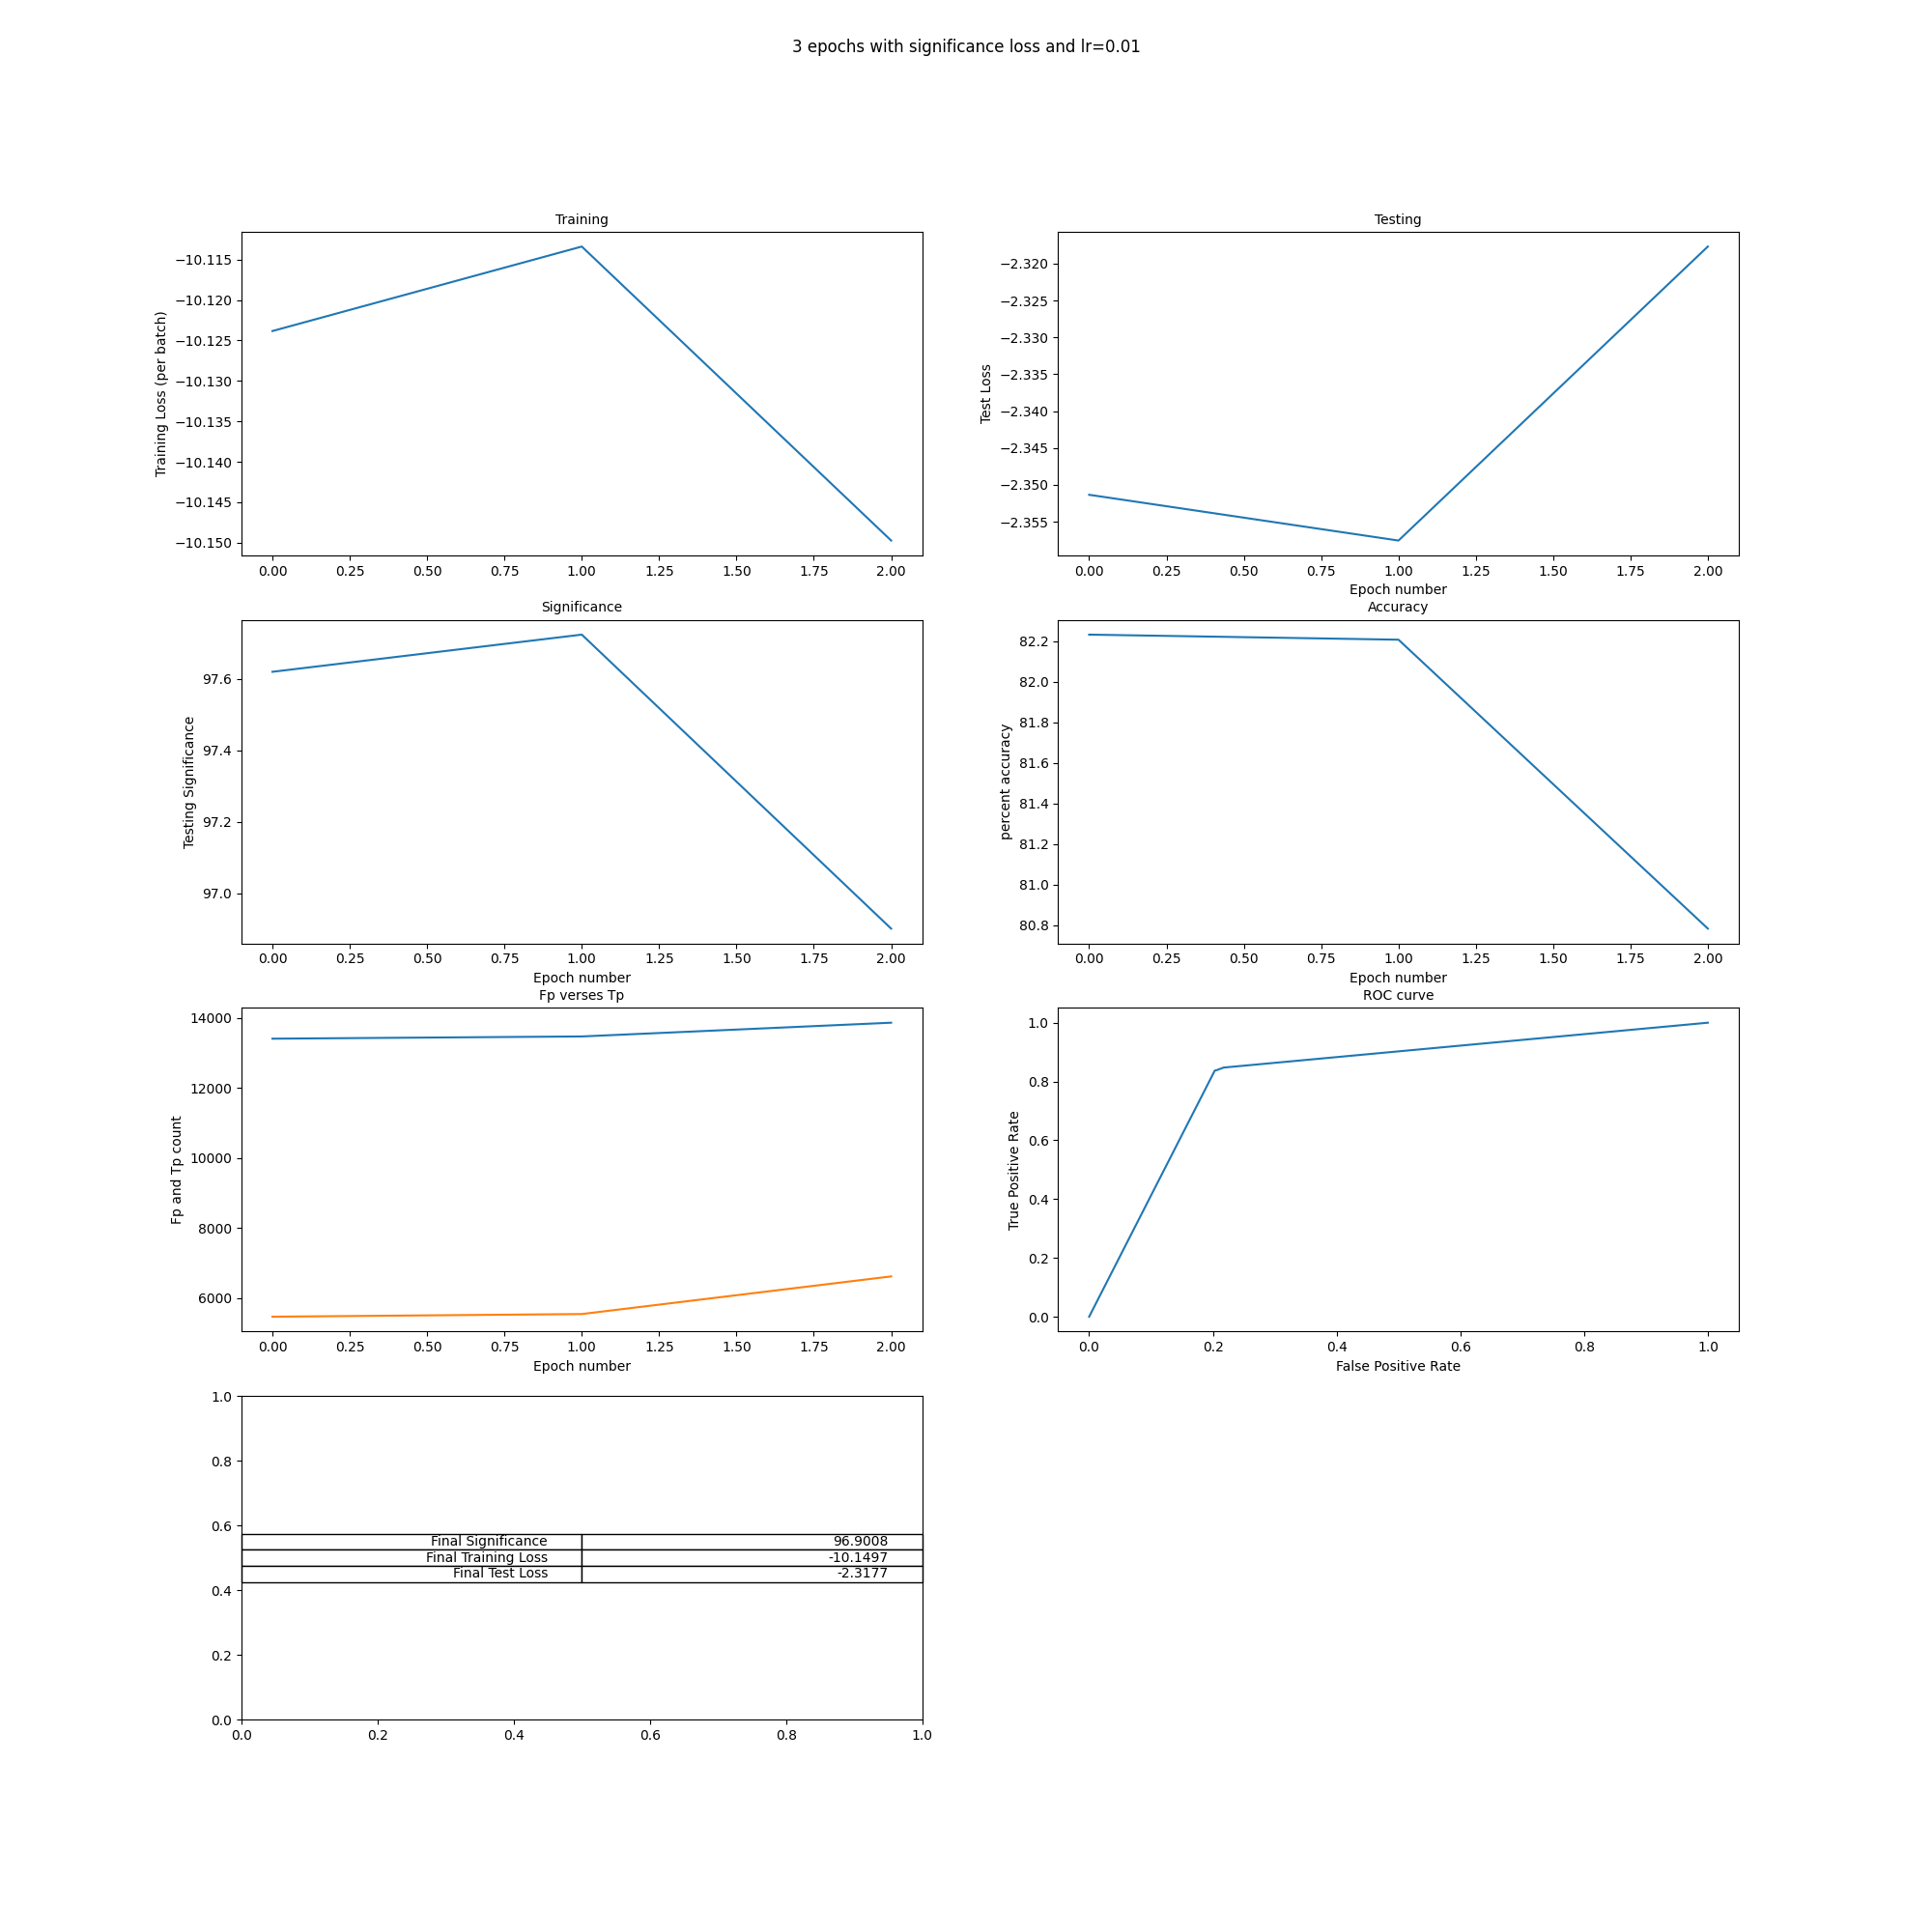 3 epochs with significance loss and lr=0.01
Training
Training Loss (per batch)
−10.115
−10.120
−10.125
−10.130
−10.135
−10.140
−10.145
−10.150
0.00 0.25 0.50 0.75 1.00 1.25 1.50 1.75 2.00
Testing
Test Loss
−2.320
−2.325
−2.330
−2.335
−2.340
−2.345
−2.350
−2.355
0.00 0.25 0.50 0.75 1.00 1.25 1.50 1.75 2.00
Epoch number
Significance
Testing Significance
97.6
97.4
97.2
97.0
0.00 0.25 0.50 0.75 1.00 1.25 1.50 1.75 2.00
Epoch number
Accuracy
percent accuracy
82.2
82.0
81.8
81.6
81.4
81.2
81.0
80.8
0.00 0.25 0.50 0.75 1.00 1.25 1.50 1.75 2.00
Epoch number
Fp verses Tp
Fp and Tp count
14000
12000
10000
8000
6000
0.00 0.25 0.50 0.75 1.00 1.25 1.50 1.75 2.00
Epoch number
ROC curve
True Positive Rate
1.0
0.8
0.6
0.4
0.2
0.0
0.0 0.2 0.4 0.6 0.8 1.0
False Positive Rate
1.0
0.8
0.6
0.4
0.2
0.0
Final Significance 96.9008
Final Training Loss -10.1497
Final Test Loss -2.3177
0.0 0.2 0.4 0.6 0.8 1.0